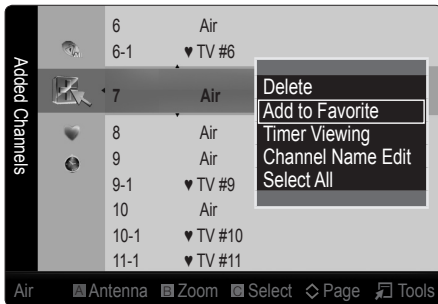 Added Channels
6 Air
6-1 ♥ TV #6
7 Air
8 Air
9 Air
9-1 ♥ TV #9
10 Air
10-1 ♥ TV #10
11-1 ♥ TV #11
Delete
Add to Favorite
Timer Viewing
Channel Name Edit
Select All
Air A Antenna B Zoom C Select Page Tools